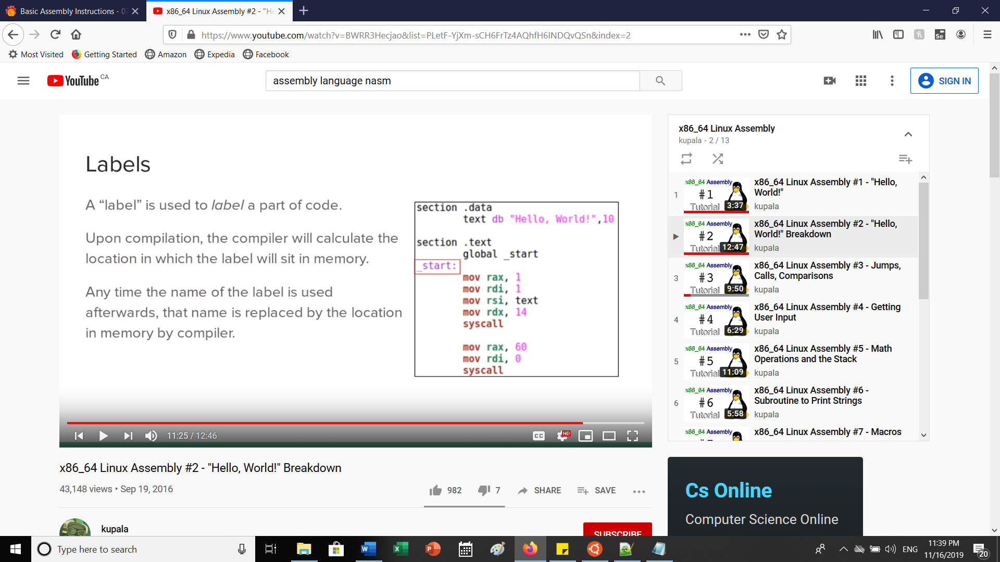 Basic Assembly Instructions - 0
x86_64 Linux Assembly #2 - "He
https://www.youtube.com/watch?v=BWRR3Hecjao&list=PLetF-YjXm-sCH6FrTz4AQhfH6INDQvQSn&index=2
Most Visited
Getting Started
Amazon
Expedia
Facebook
YouTube CA
assembly language nasm
SIGN IN
Labels
A “label” is used to label a part of code.
Upon compilation, the compiler will calculate the
location in which the label will sit in memory.
Any time the name of the label is used
afterwards, that name is replaced by the location
in memory by compiler.
section .data
text db "Hello, World!",10
section .text
global _start
_start:
mov rax, 1
mov rdi, 1
mov rsi, text
mov rdx, 14
syscall
mov rax, 60
mov rdi, 0
syscall
11:25 / 12:46
CC
HD
x86_64 Linux Assembly #2 - "Hello, World!" Breakdown
43,148 views • Sep 19, 2016
982
7
SHARE
SAVE
kupala
SUBSCRIBE
x86_64 Linux Assembly
kupala - 2 / 13
1
x86_64 Assembly
#1
Tutorial
3:37
x86_64 Linux Assembly #1 - "Hello,
World!"
kupala
x86_64 Assembly
#2
Tutorial
12:47
x86_64 Linux Assembly #2 - "Hello,
World!" Breakdown
kupala
3
x86_64 Assembly
#3
Tutorial
9:50
x86_64 Linux Assembly #3 - Jumps,
Calls, Comparisons
kupala
4
x86_64 Assembly
#4
Tutorial
6:29
x86_64 Linux Assembly #4 - Getting
User Input
kupala
5
x86_64 Assembly
#5
Tutorial
11:09
x86_64 Linux Assembly #5 - Math
Operations and the Stack
kupala
6
x86_64 Assembly
#6
Tutorial
5:58
x86_64 Linux Assembly #6 -
Subroutine to Print Strings
kupala
x86_64 Assembly
x86_64 Linux Assembly #7 - Macros
Cs Online
Computer Science Online
Type here to search
ENG
11:39 PM
11/16/2019
20